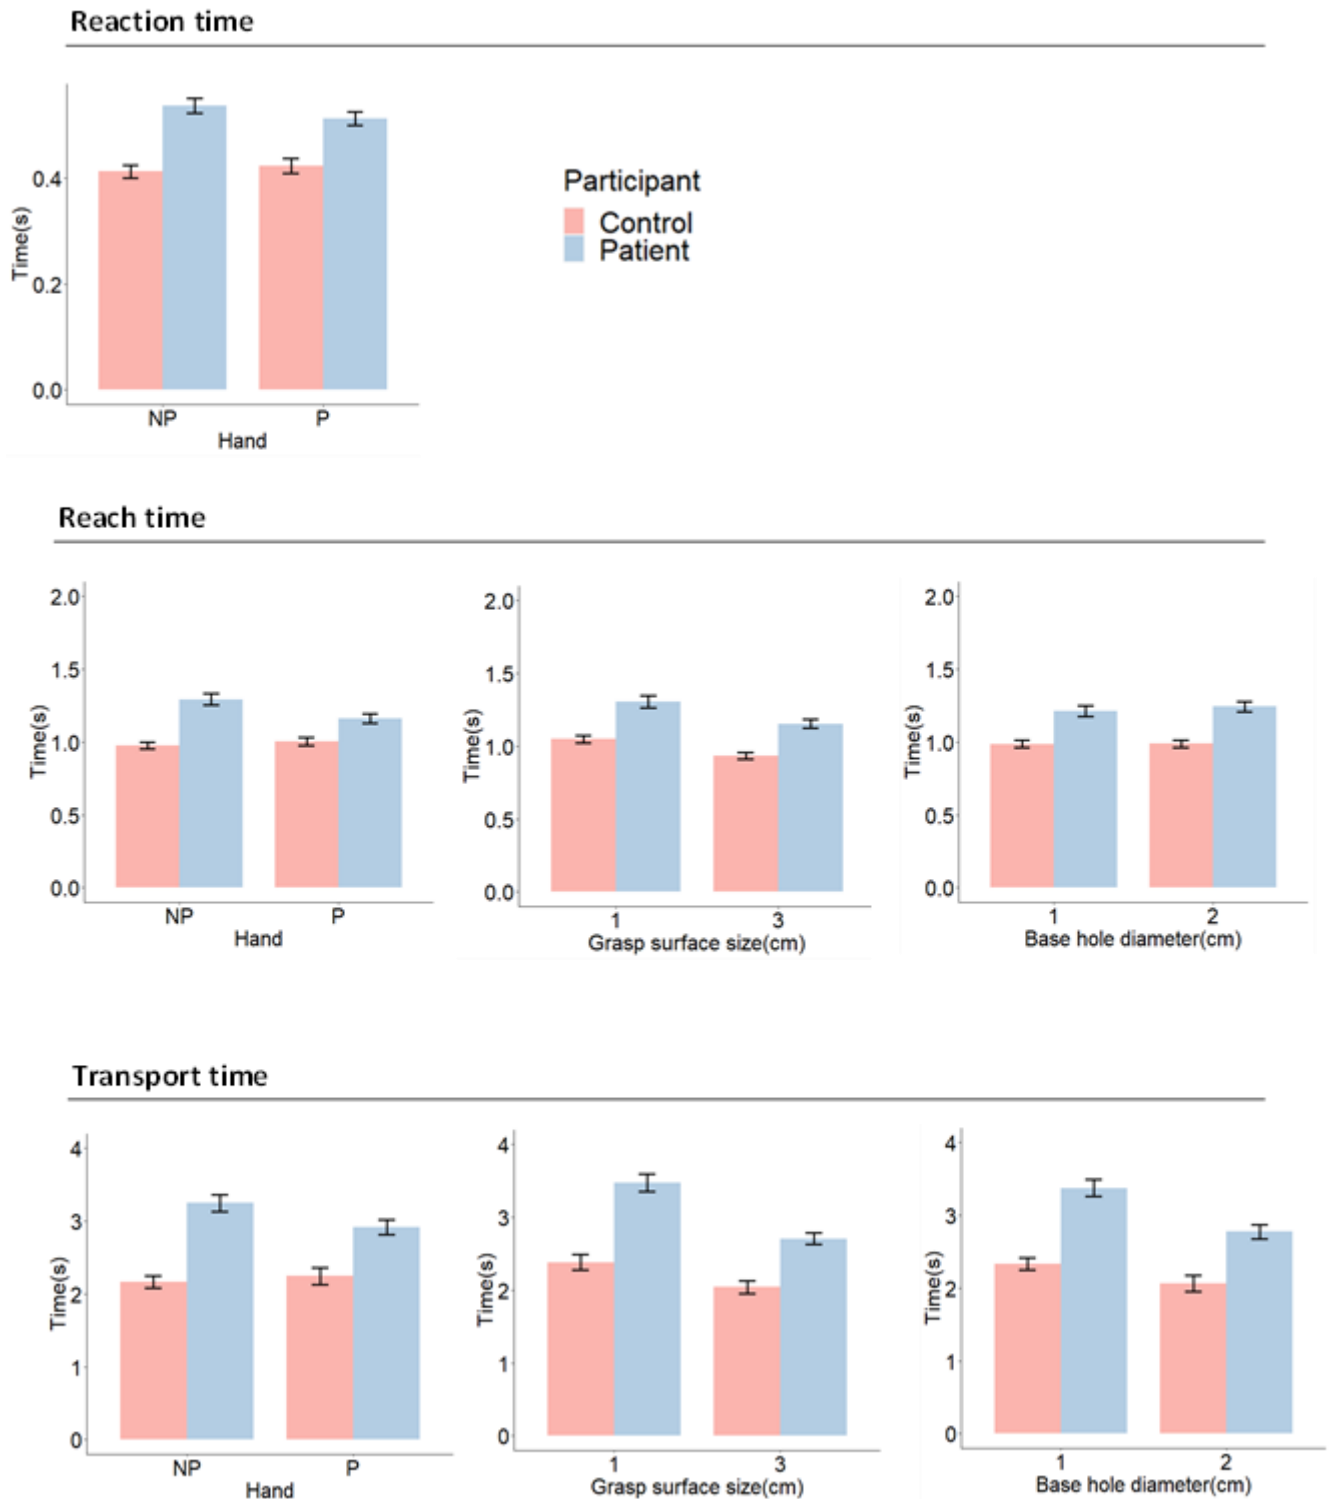 Reaction time
Time(s)
0.4
0.2
0.0
NP P
Hand
Participant
Control
Patient
Reach time
Time(s)
2.0
1.5
1.0
0.5
0.0
NP P
Hand
Time(s)
2.0
1.5
1.0
0.5
0.0
1 3
Grasp surface size(cm)
Time(s)
2.0
1.5
1.0
0.5
0.0
1 2
Base hole diameter(cm)
Transport time
Time(s)
4
3
2
1
0
NP P
Hand
Time(s)
4
3
2
1
0
1 3
Grasp surface size(cm)
Time(s)
4
3
2
1
0
1 2
Base hole diameter(cm)